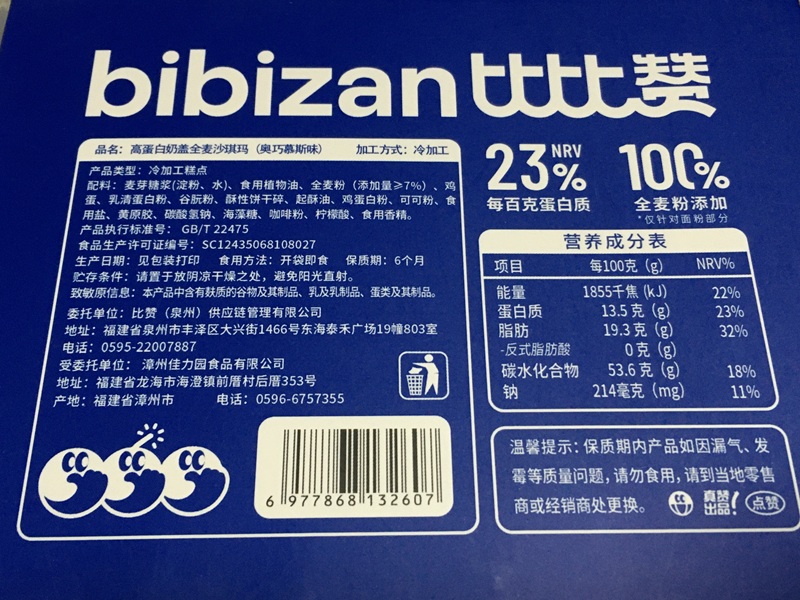 bibizan比比赞
品名：高蛋白奶盖全麦沙琪玛（奥巧慕斯味） 加工方式：冷加工
产品类型：冷加工糕点
配料：麦芽糖浆(淀粉、水)、食用植物油、全麦粉（添加量≥7%）、鸡
蛋、乳清蛋白粉、谷朊粉、酥性饼干碎、起酥油、鸡蛋白粉、可可粉、食
用盐、黄原胶、碳酸氢钠、海藻糖、咖啡粉、柠檬酸、食用香精。
产品执行标准号： GB/T 22475
食品生产许可证编号：SC12435068108027
生产日期：见包装打印 食用方法：开袋即食 保质期：6个月
贮存条件：请置于放阴凉干燥之处，避免阳光直射。
致敏原信息：本产品中含有麸质的谷物及其制品、乳及乳制品、蛋类及其制品。
委托单位：比赞（泉州）供应链管理有限公司
地址：福建省泉州市丰泽区大兴街1466号东海泰禾广场19幢803室
电话：0595-22007887
受委托单位： 漳州佳力园食品有限公司
地址：福建省龙海市海澄镇前厝村后厝353号
产地：福建省漳州市 电话：0596-6757355
6 977868 132607
23% NRV
每百克蛋白质
100%
全麦粉添加
*仅针对面粉部分
营养成分表
项目 每100克（g） NRV%
能量 1855千焦（kJ） 22%
蛋白质 13.5 克（g） 23%
脂肪 19.3 克（g） 32%
-反式脂肪酸 0 克（g）
碳水化合物 53.6 克（g） 18%
钠 214毫克（mg） 11%
温馨提示：保质期内产品如因漏气、发
霉等质量问题，请勿食用，请到当地零售
商或经销商处更换。
真赞出品! 点赞